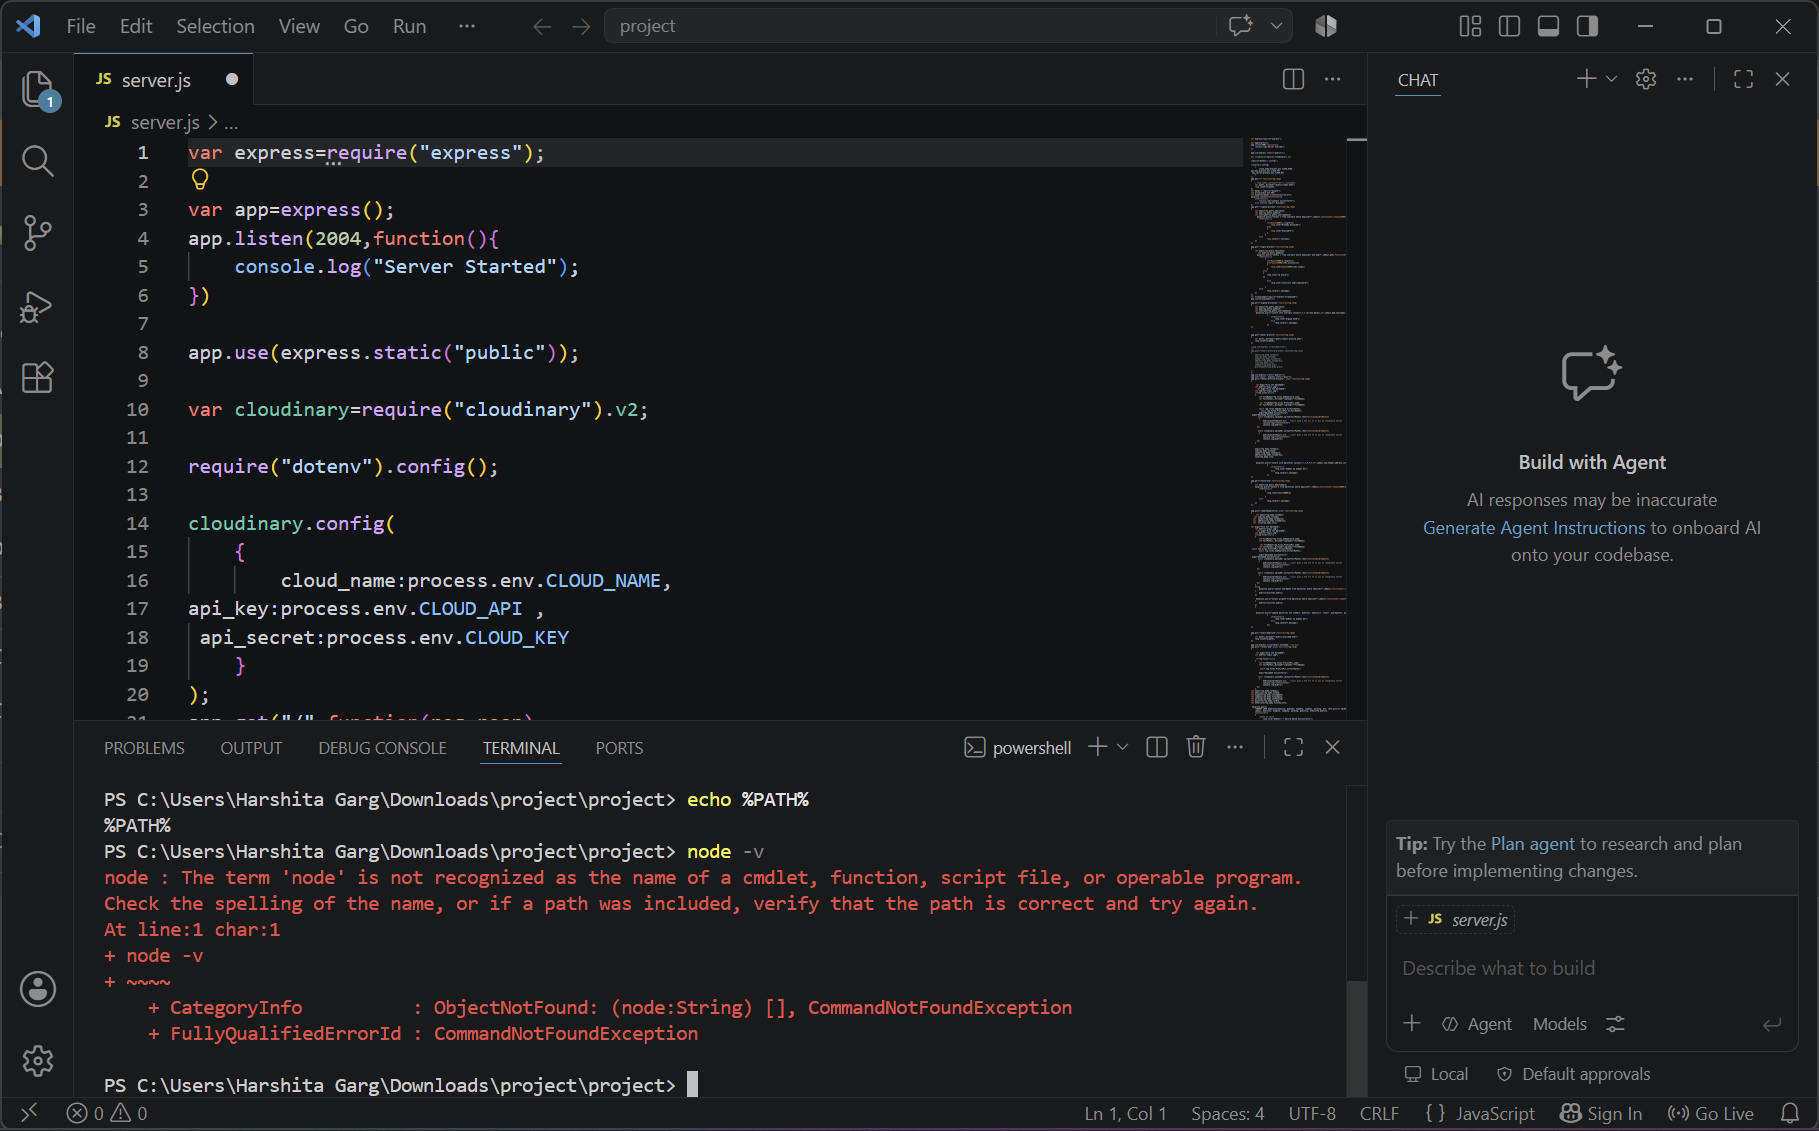 File Edit Selection View Go Run ··· project
JS server.js
CHAT
1
JS server.js > ...
1 var express=require("express");
2
3 var app=express();
4 app.listen(2004,function(){
5 console.log("Server Started");
6 })
7
8 app.use(express.static("public"));
9
10 var cloudinary=require("cloudinary").v2;
11
12 require("dotenv").config();
13
14 cloudinary.config(
15 {
16 cloud_name:process.env.CLOUD_NAME,
17 api_key:process.env.CLOUD_API ,
18 api_secret:process.env.CLOUD_KEY
19 }
20 );
Build with Agent
AI responses may be inaccurate
Generate Agent Instructions to onboard AI
onto your codebase.
PROBLEMS OUTPUT DEBUG CONSOLE TERMINAL PORTS powershell
PS C:\Users\Harshita Garg\Downloads\project\project> echo %PATH%
%PATH%
PS C:\Users\Harshita Garg\Downloads\project\project> node -v
node : The term 'node' is not recognized as the name of a cmdlet, function, script file, or operable program.
Check the spelling of the name, or if a path was included, verify that the path is correct and try again.
At line:1 char:1
+ node -v
+ ~~~~
+ CategoryInfo : ObjectNotFound: (node:String) [], CommandNotFoundException
+ FullyQualifiedErrorId : CommandNotFoundException
PS C:\Users\Harshita Garg\Downloads\project\project>
Tip: Try the Plan agent to research and plan
before implementing changes.
+ JS server.js
Describe what to build
Agent Models
Local Default approvals
0 0 Ln 1, Col 1 Spaces: 4 UTF-8 CRLF { } JavaScript Sign In Go Live